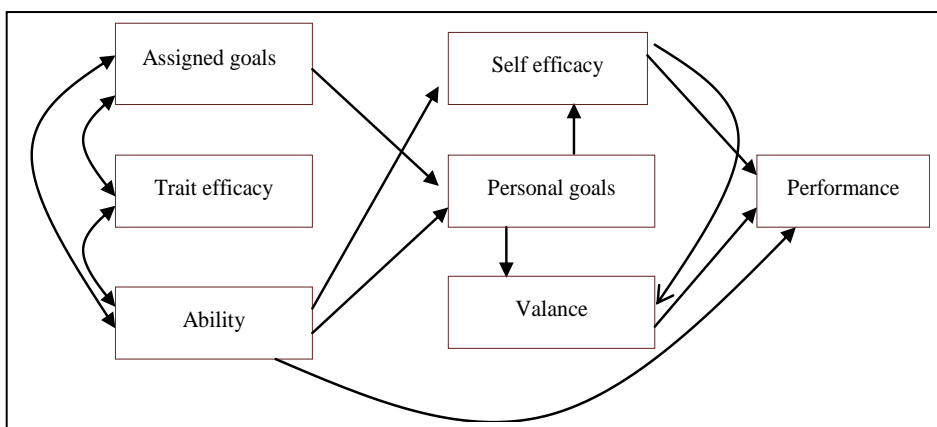 Assigned goals
Self efficacy
Trait efficacy
Personal goals
Performance
Ability
Valance